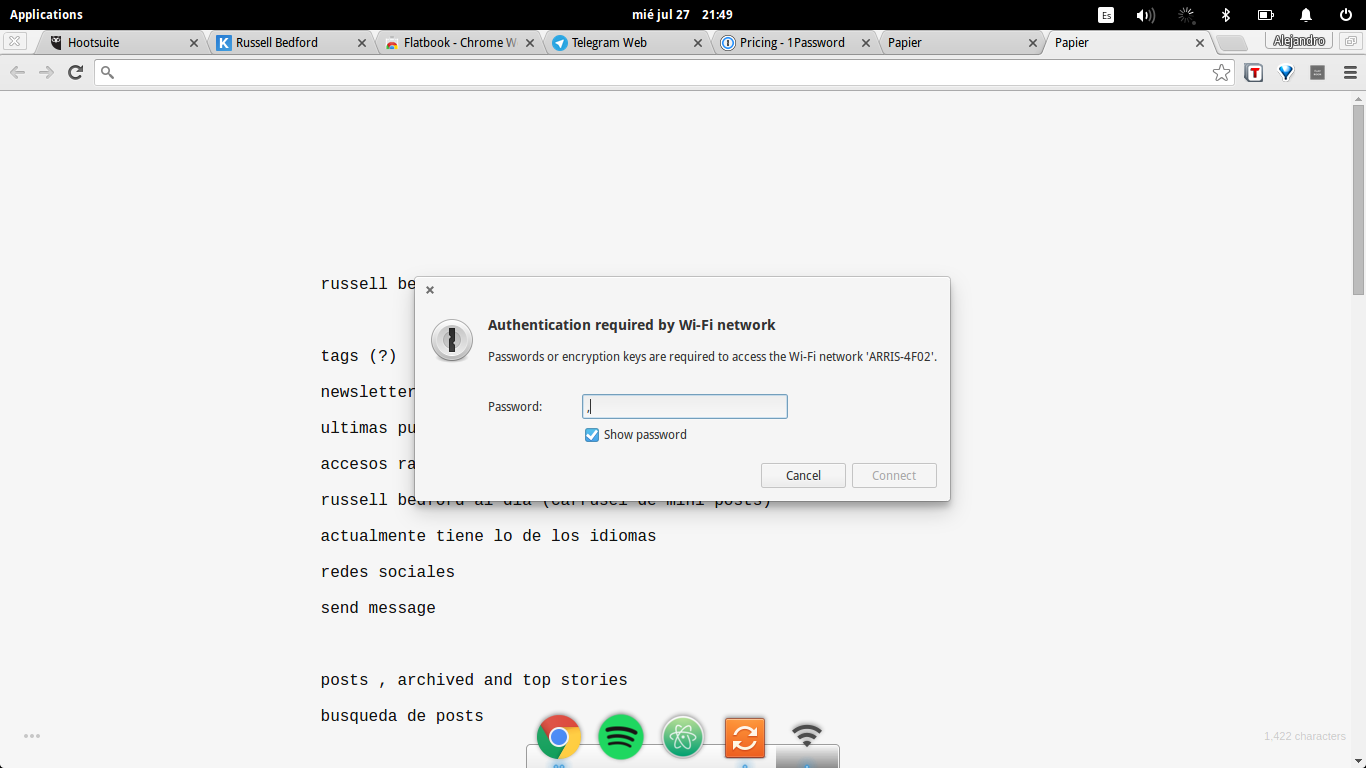 Applications
mié jul 27 21:49
Es
Hootsuite
Russell Bedford
Flatbook - Chrome W
Telegram Web
Pricing - 1Password
Papier
Papier
Alejandro
russell be
tags (?)
newsletter
ultimas pu
accesos ra
russell bedford al dia (carrusel de mini posts)
actualmente tiene lo de los idiomas
redes sociales
send message
posts , archived and top stories
busqueda de posts
Authentication required by Wi-Fi network
Passwords or encryption keys are required to access the Wi-Fi network 'ARRIS-4F02'.
Password: ,
Show password
Cancel Connect
1,422 characters